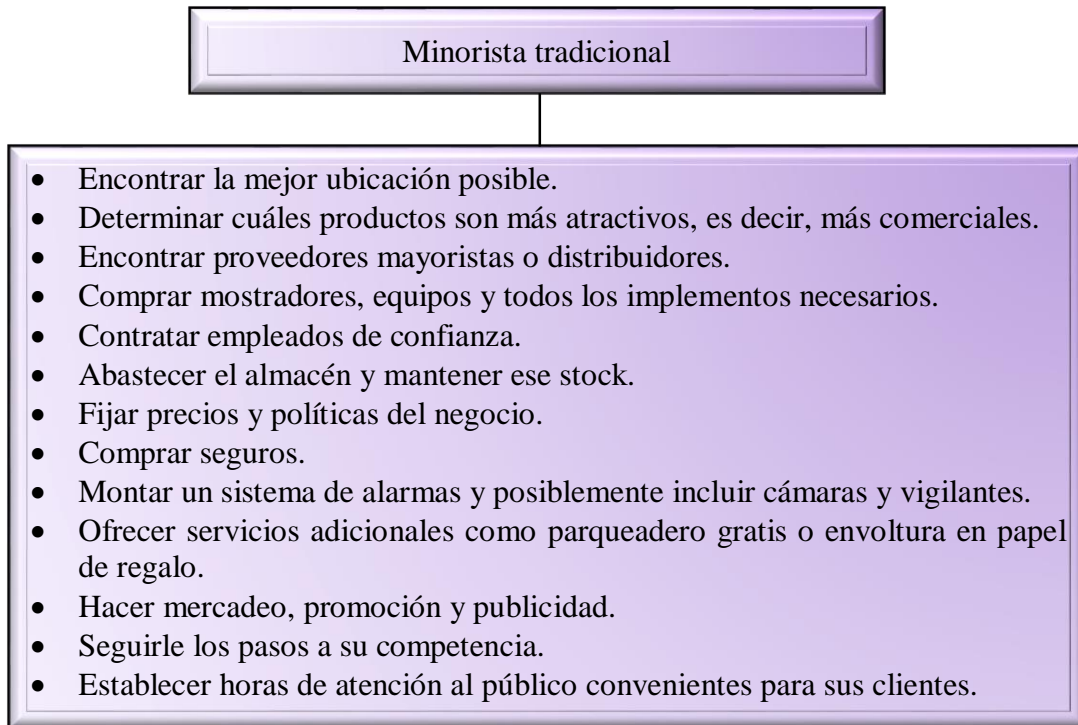 Minorista tradicional
• Encontrar la mejor ubicación posible.
• Determinar cuáles productos son más atractivos, es decir, más comerciales.
• Encontrar proveedores mayoristas o distribuidores.
• Comprar mostradores, equipos y todos los implementos necesarios.
• Contratar empleados de confianza.
• Abastecer el almacén y mantener ese stock.
• Fijar precios y políticas del negocio.
• Comprar seguros.
• Montar un sistema de alarmas y posiblemente incluir cámaras y vigilantes.
• Ofrecer servicios adicionales como parqueadero gratis o envoltura en papel
de regalo.
• Hacer mercadeo, promoción y publicidad.
• Seguirle los pasos a su competencia.
• Establecer horas de atención al público convenientes para sus clientes.